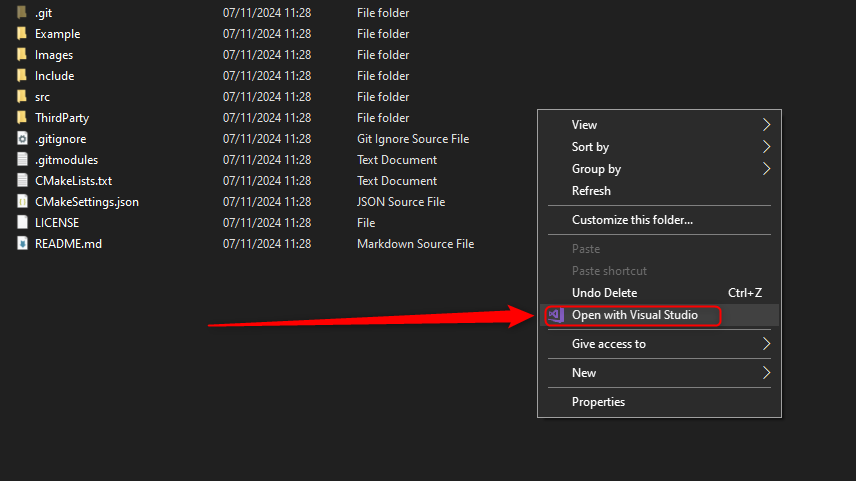 .git 07/11/2024 11:28 File folder
Example 07/11/2024 11:28 File folder
Images 07/11/2024 11:28 File folder
Include 07/11/2024 11:28 File folder
src 07/11/2024 11:28 File folder
ThirdParty 07/11/2024 11:28 File folder
.gitignore 07/11/2024 11:28 Git Ignore Source File
.gitmodules 07/11/2024 11:28 Text Document
CMakeLists.txt 07/11/2024 11:28 Text Document
CMakeSettings.json 07/11/2024 11:28 JSON Source File
LICENSE 07/11/2024 11:28 File
README.md 07/11/2024 11:28 Markdown Source File
View
Sort by
Group by
Refresh
Customize this folder...
Paste
Paste shortcut
Undo Delete Ctrl+Z
Open with Visual Studio
Give access to
New
Properties